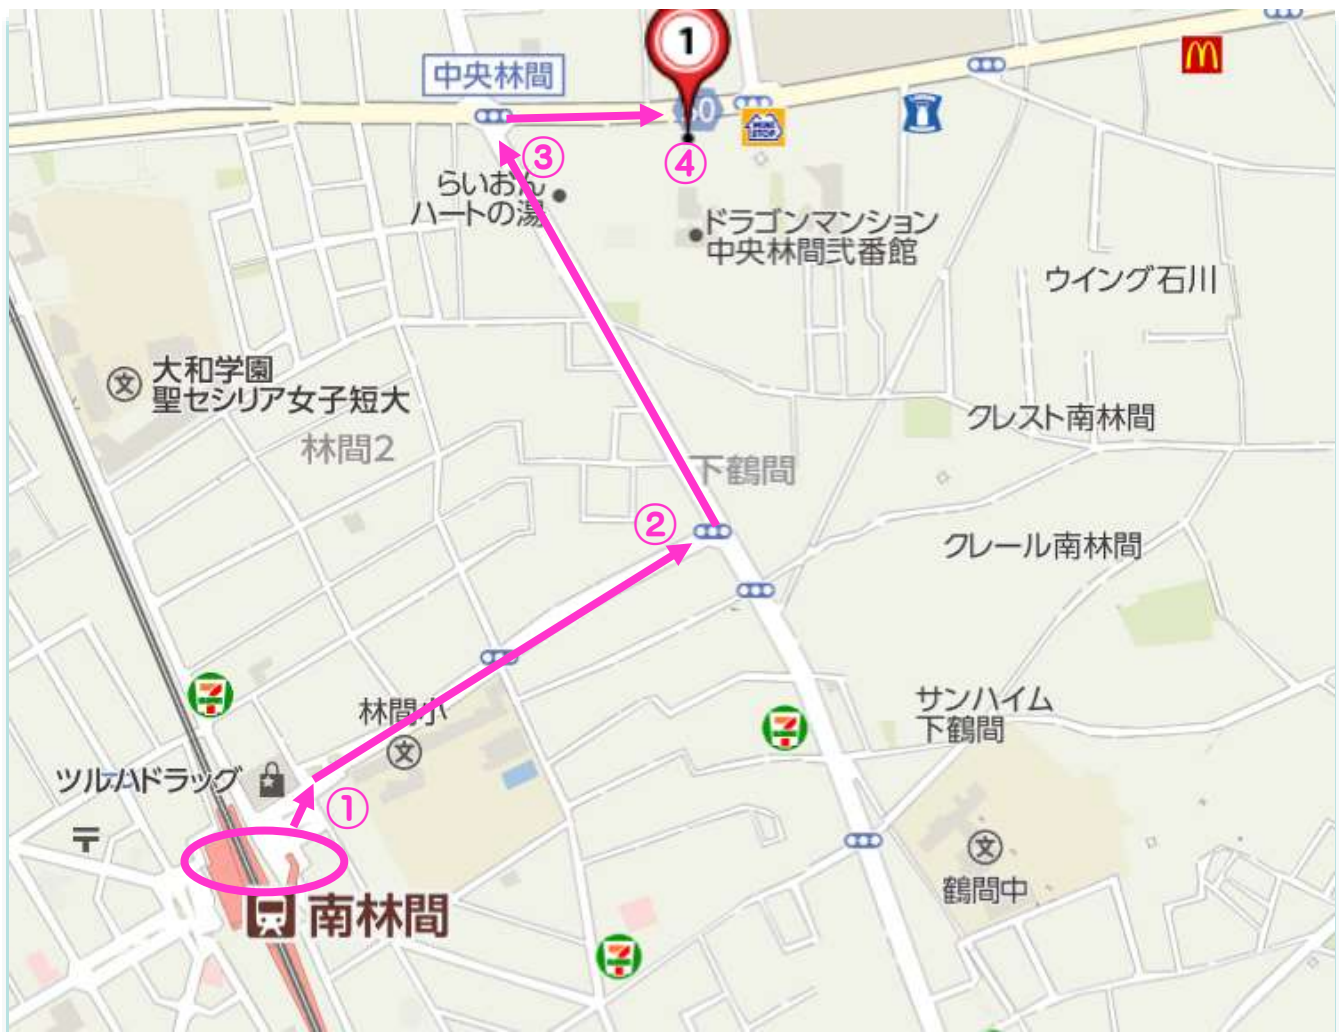 1
中央林間
50
MINI
STOP
③
④
らいおん
ハートの湯
ドラゴンマンション
中央林間弐番館
ウイング石川
大和学園
聖セシリア女子短大
クレスト南林間
林間2
下鶴間
②
クレール南林間
林間小
文
サンハイム
下鶴間
ツルハドラッグ
①
文
鶴間中
南林間